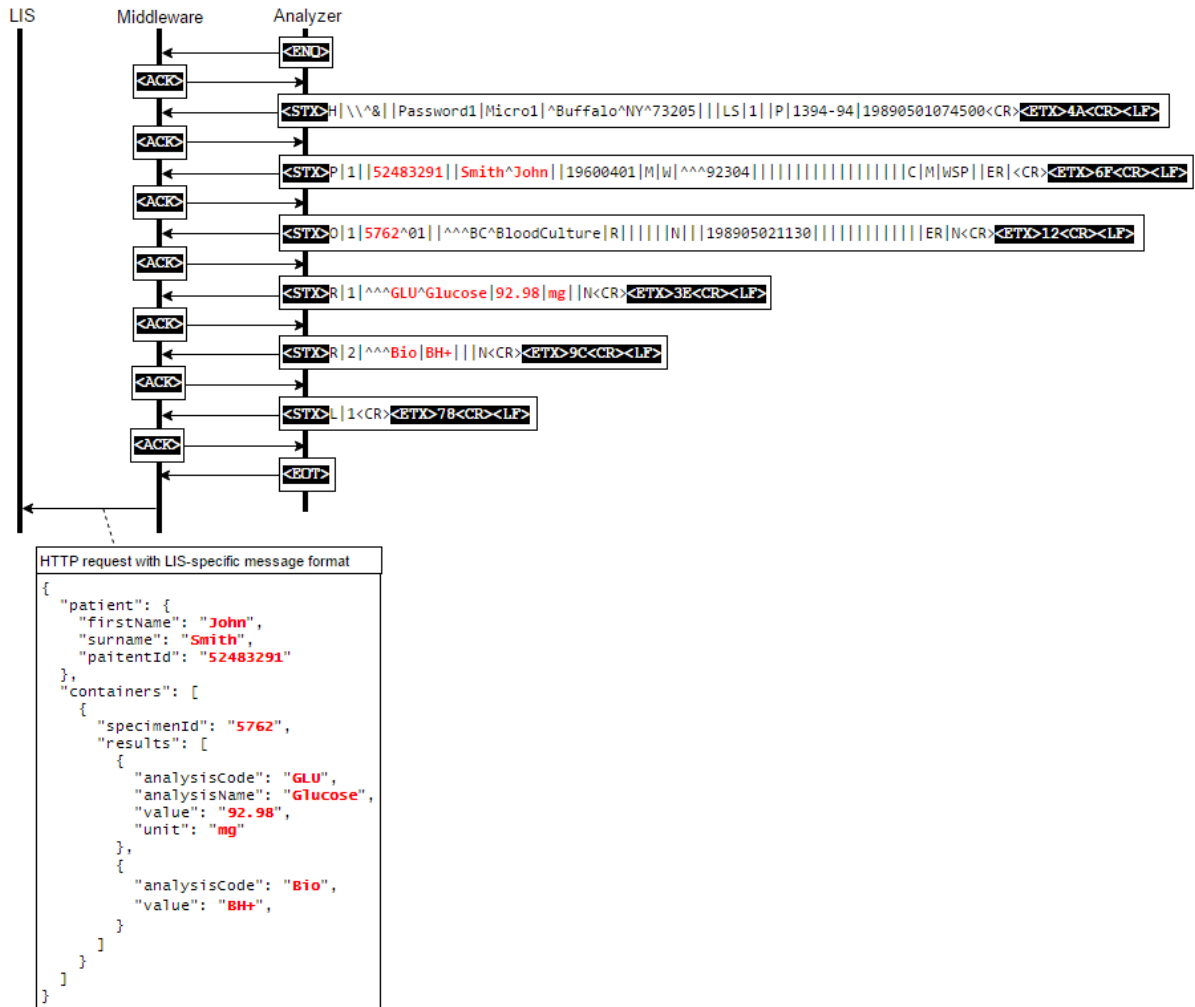 LIS Middleware Analyzer
<ENQ>
<ACK>
<STX>H|\\^&||Password1|Micro1|^Buffalo^NY^73205|||LS|1||P|1394-94|19890501074500<CR><ETX>4A<CR><LF>
<ACK>
<STX>P|1||52483291||Smith^John||19600401|M|W|^^^92304||||||||||||||||||C|M|WSP||ER|<CR><ETX>6F<CR><LF>
<ACK>
<STX>O|1|5762^01||^^^BC^BloodCulture|R||||||N|||198905021130|||||||||||||ER|N<CR><ETX>12<CR><LF>
<ACK>
<STX>R|1|^^^GLU^Glucose|92.98|mg||N<CR><ETX>3E<CR><LF>
<ACK>
<STX>R|2|^^^Bio|BH+|||N<CR><ETX>9C<CR><LF>
<ACK>
<STX>L|1<CR><ETX>78<CR><LF>
<ACK>
<EOT>
HTTP request with LIS-specific message format
{
"patient": {
"firstName": "John",
"surname": "Smith",
"paitentId": "52483291"
},
"containers": [
{
"specimenId": "5762",
"results": [
{
"analysisCode": "GLU",
"analysisName": "Glucose",
"value": "92.98",
"unit": "mg"
},
{
"analysisCode": "Bio",
"value": "BH+",
}
]
}
]
}